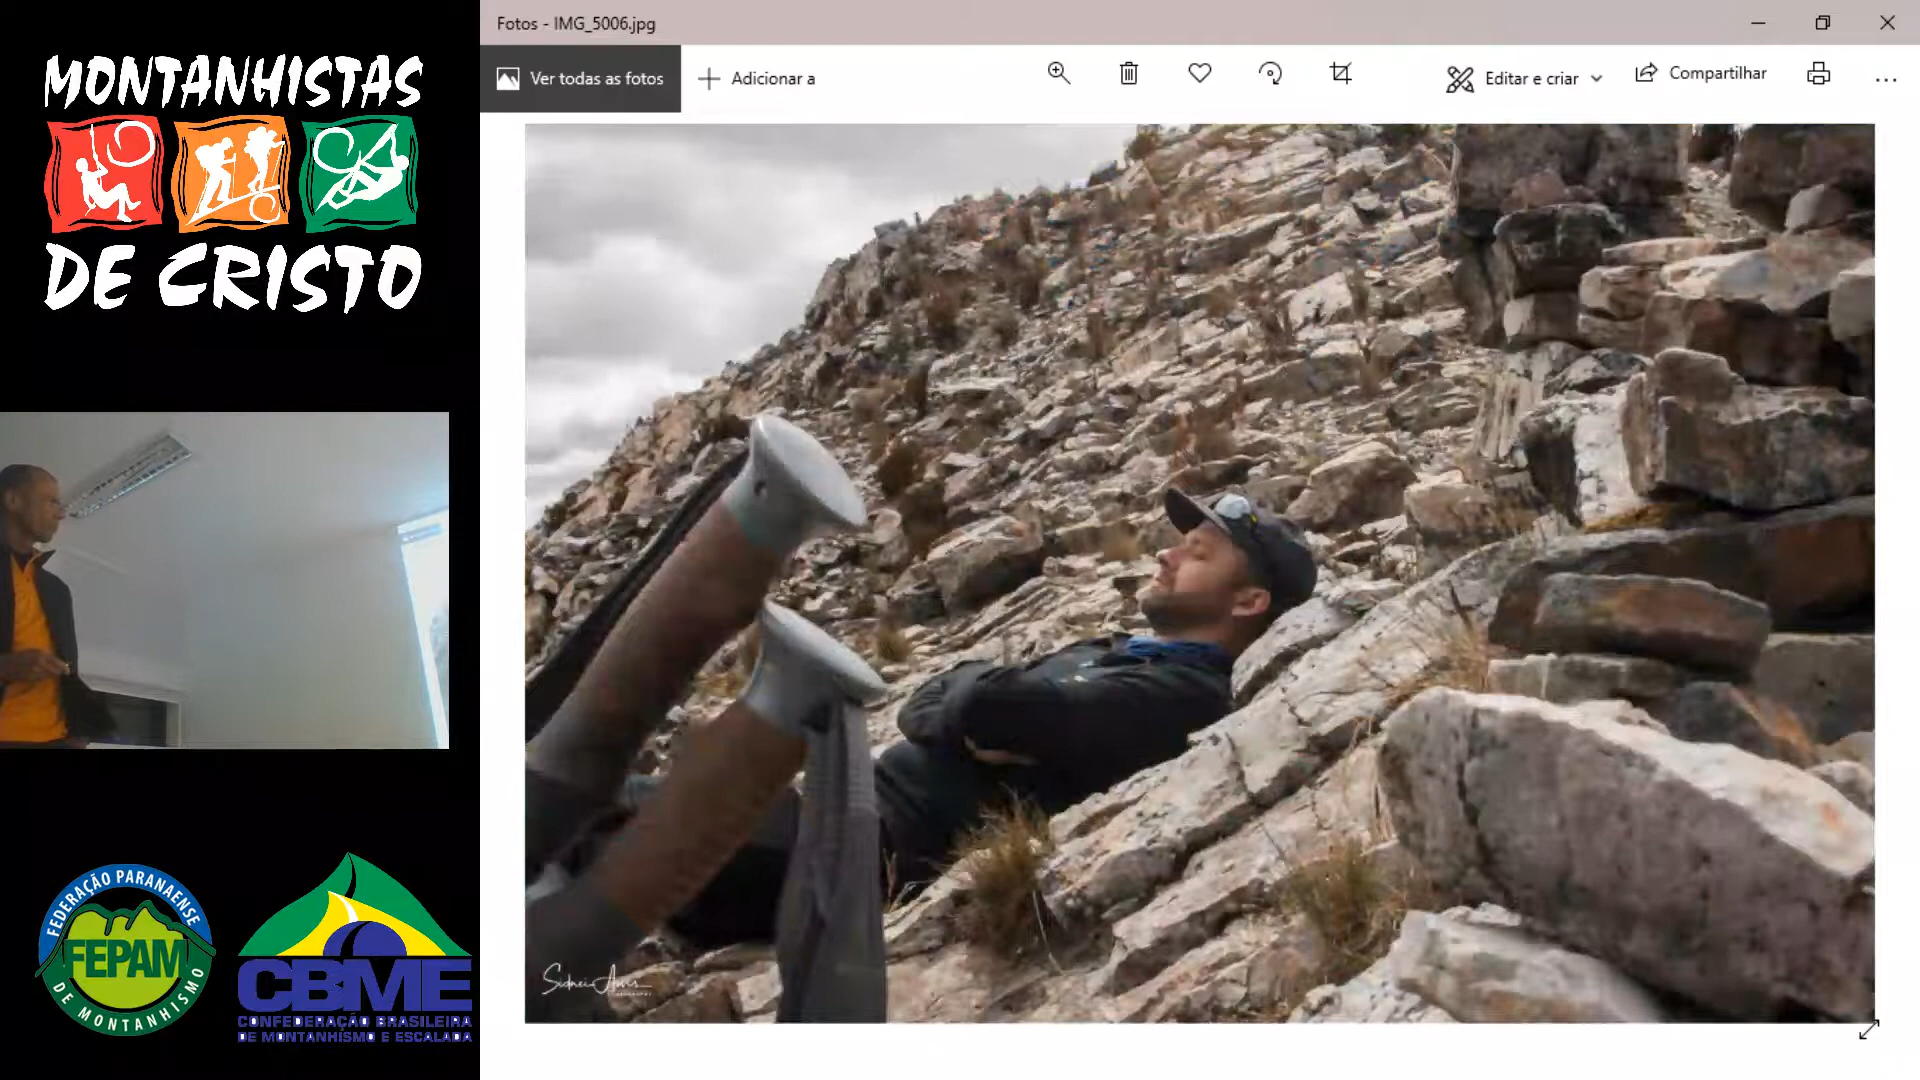 MONTANHISTAS
DE CRISTO
FEDERAÇÃO PARANAENSE
FEPAM
DE MONTANHISMO
CBME
CONFEDERAÇÃO BRASILEIRA
DE MONTANHISMO E ESCALADA
Fotos - IMG_5006.jpg
Ver todas as fotos
Adicionar a
Editar e criar
Compartilhar
Sidnei